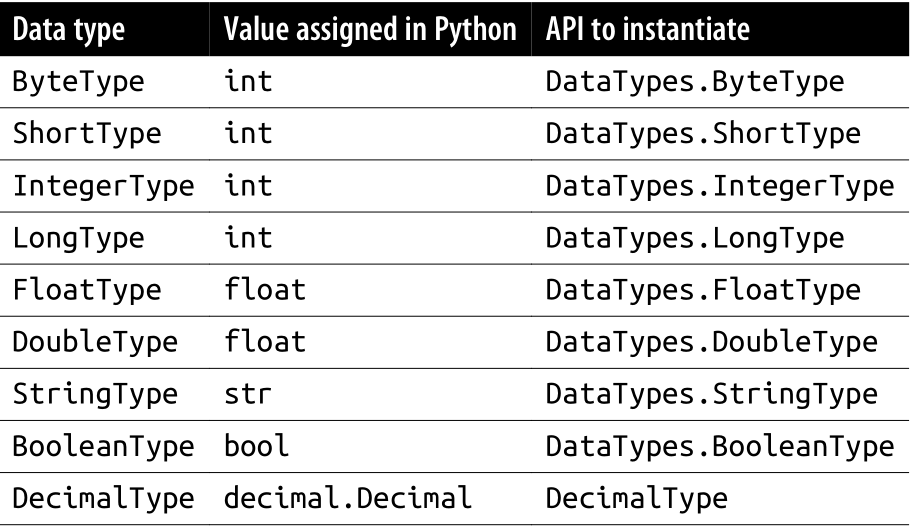 Data type Value assigned in Python API to instantiate
ByteType int DataTypes.ByteType
ShortType int DataTypes.ShortType
IntegerType int DataTypes.IntegerType
LongType int DataTypes.LongType
FloatType float DataTypes.FloatType
DoubleType float DataTypes.DoubleType
StringType str DataTypes.StringType
BooleanType bool DataTypes.BooleanType
DecimalType decimal.Decimal DecimalType